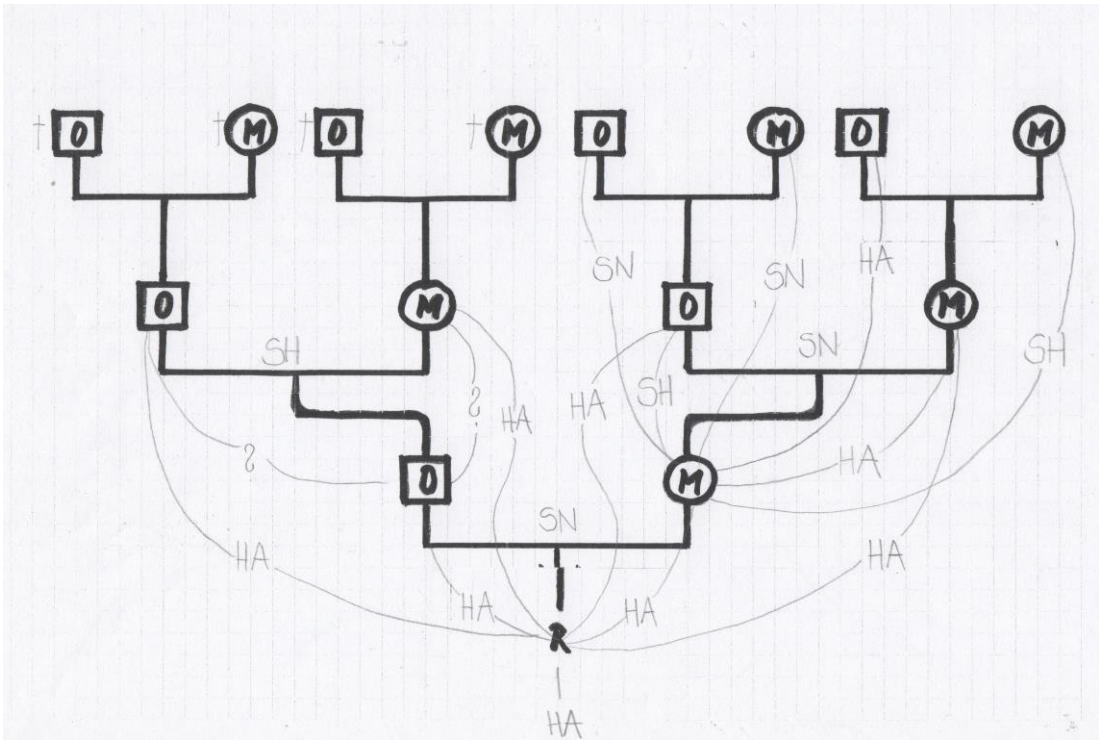 † O † M † O † M O M O M
SN SN HA
O M O M
SH SN SH
? HA HA SH
? HA
O M
SN
HA HA
HA HA
R
HA